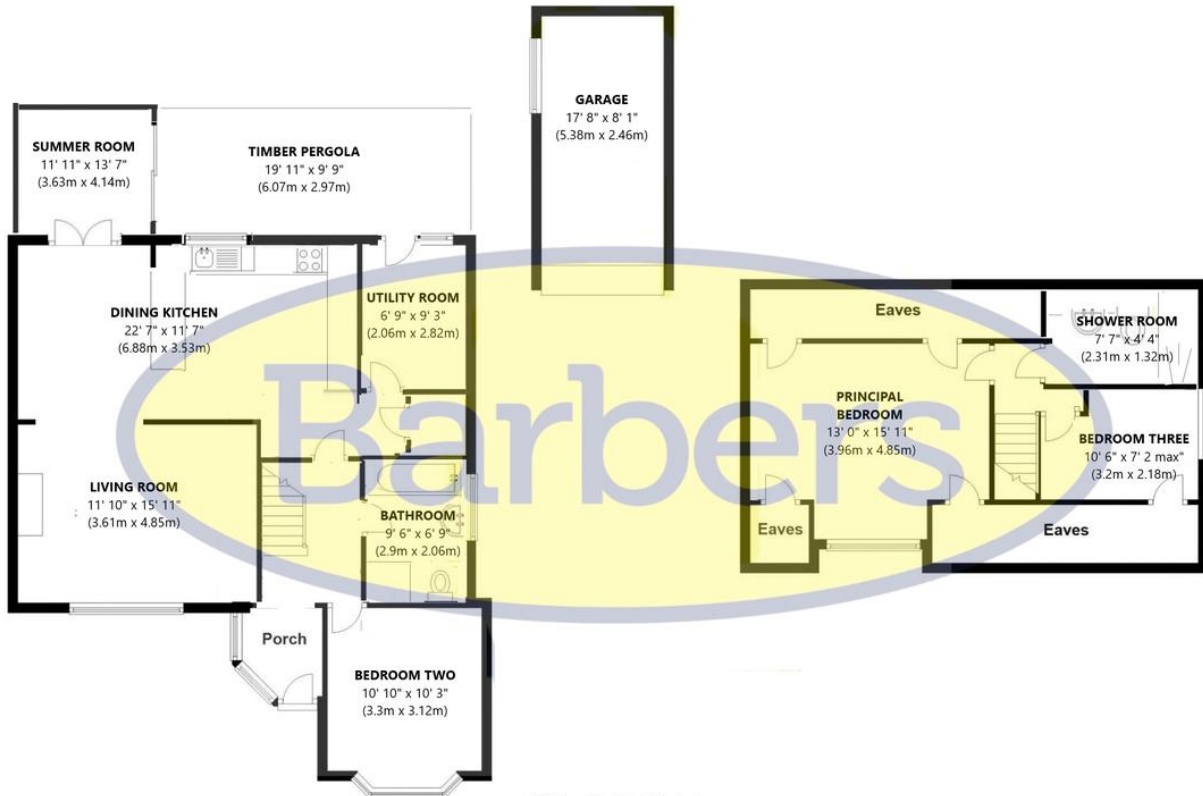 GARAGE
17' 8" x 8' 1"
(5.38m x 2.46m)
SUMMER ROOM
11' 11" x 13' 7"
(3.63m x 4.14m)
TIMBER PERGOLA
19' 11" x 9' 9"
(6.07m x 2.97m)
DINING KITCHEN
22' 7" x 11' 7"
(6.88m x 3.53m)
UTILITY ROOM
6' 9" x 9' 3"
(2.06m x 2.82m)
LIVING ROOM
11' 10" x 15' 11"
(3.61m x 4.85m)
BATHROOM
9' 6" x 6' 9"
(2.9m x 2.06m)
Porch
BEDROOM TWO
10' 10" x 10' 3"
(3.3m x 3.12m)
Barbers
Eaves
SHOWER ROOM
7' 7" x 4' 4"
(2.31m x 1.32m)
PRINCIPAL
BEDROOM
13' 0" x 15' 11"
(3.96m x 4.85m)
BEDROOM THREE
10' 6" x 7' 2 max"
(3.2m x 2.18m)
Eaves
Eaves